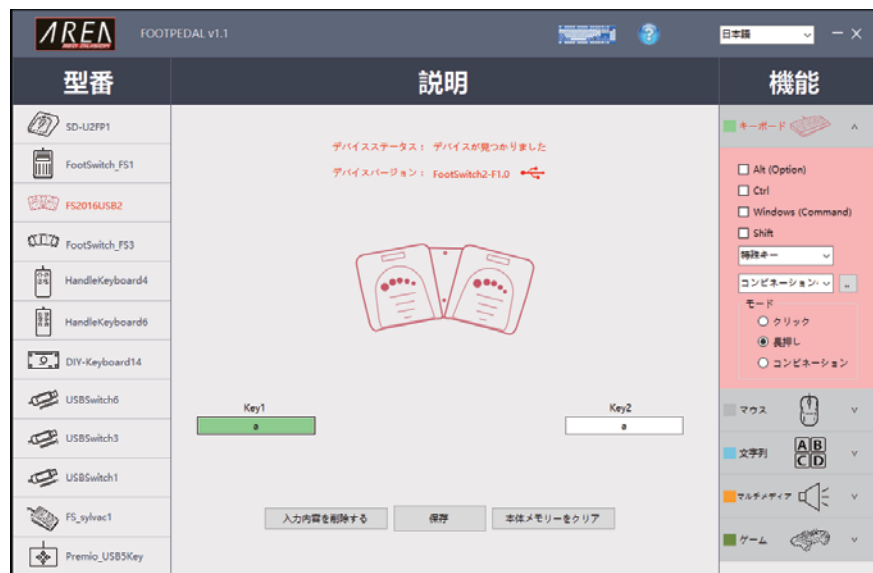 AREA
FOOTPEDAL v1.1
?
日本語
型番
説明
機能
SD-U2FP1
FootSwitch_FS1
FS2016USB2
FootSwitch_FS3
HandleKeyboard4
HandleKeyboard6
DIY-Keyboard14
USBSwitch6
USBSwitch3
USBSwitch1
FS_sylvac1
Premio_USB5Key
デバイスステータス： デバイスが見つかりました
デバイスバージョン： FootSwitch2-F1.0
Key1
a
Key2
a
入力内容を削除する
保存
本体メモリーをクリア
キーボード
Alt (Option)
Ctrl
Windows (Command)
Shift
特殊キー
コンビネーション・
..
モード
クリック
長押し
コンビネーション
マウス
文字列
A B
C D
マルチメディア
ゲーム